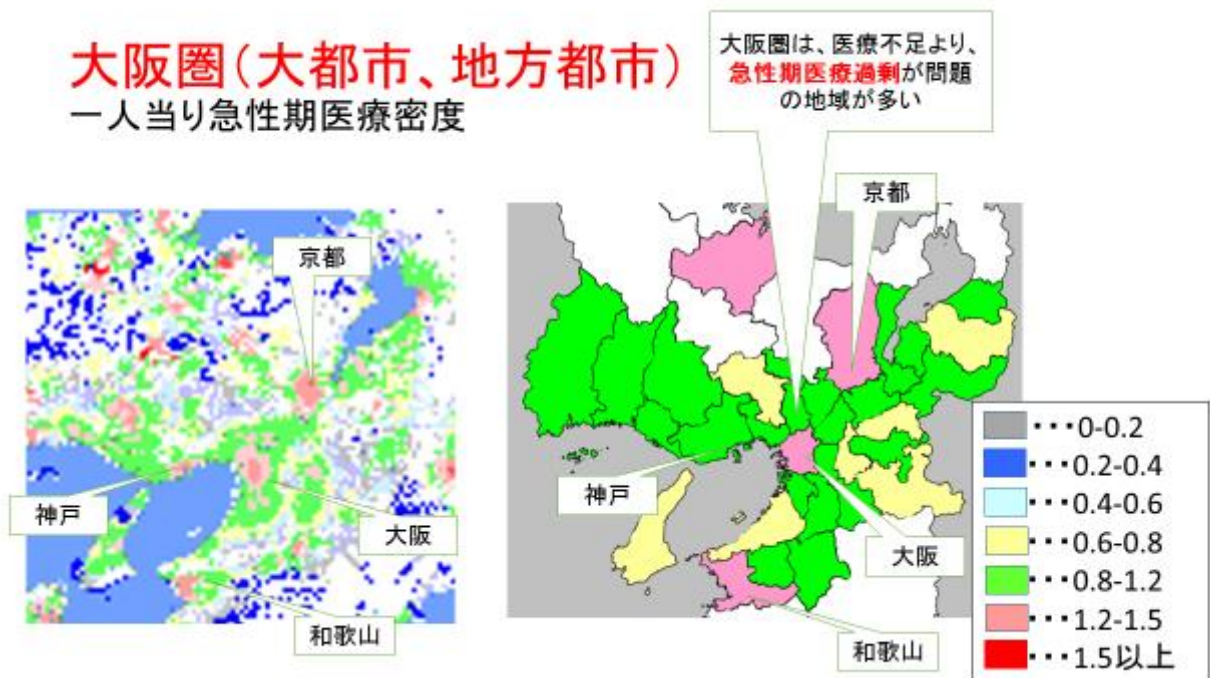 大阪圏(大都市、地方都市)
一人当り急性期医療密度
大阪圏は、医療不足より、
急性期医療過剰が問題
の地域が多い
京都
神戸
大阪
和歌山
京都
神戸
大阪
和歌山
・・・0-0.2
・・・0.2-0.4
・・・0.4-0.6
・・・0.6-0.8
・・・0.8-1.2
・・・1.2-1.5
・・・1.5以上